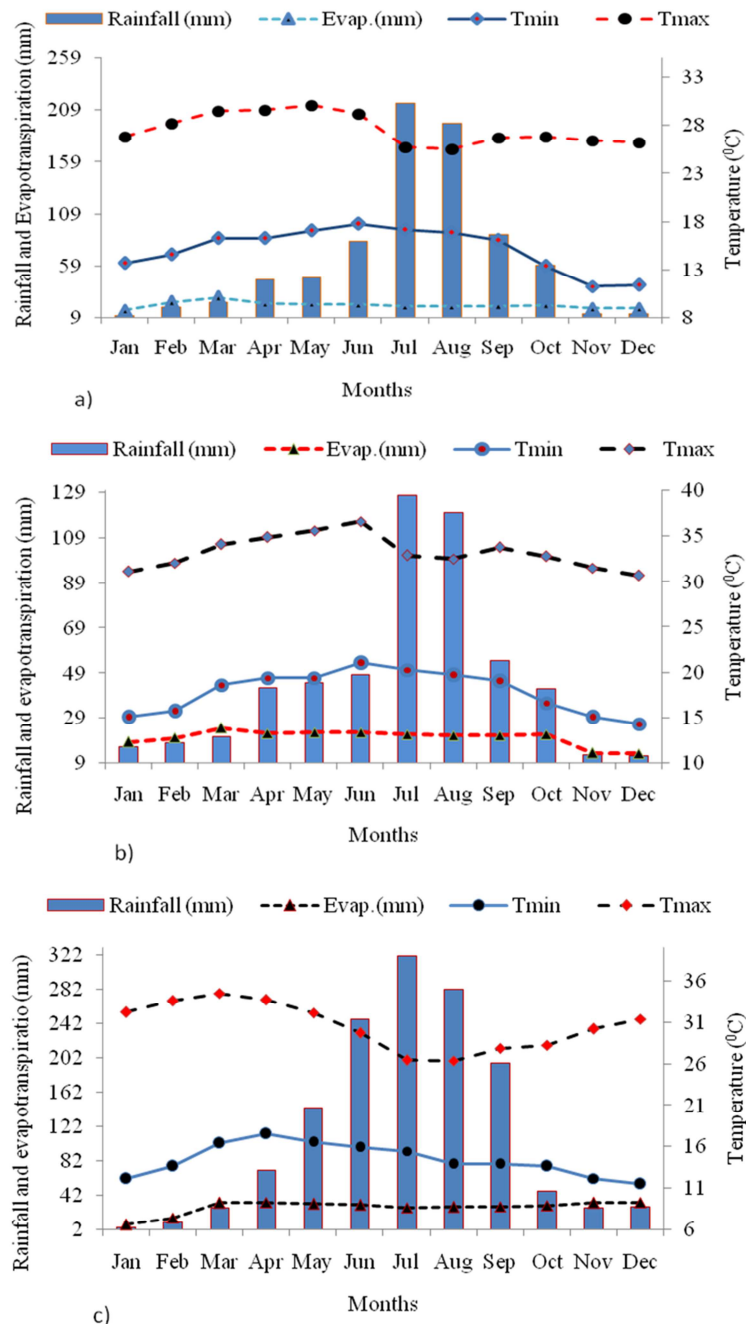 Rainfall (mm) Evap.(mm) Tmin Tmax
Rainfall and Evapotranspiration (mm)
259
209
159
109
59
9
33
28
23
18
13
8
Temperature (⁰C)
Jan Feb Mar Apr May Jun Jul Aug Sep Oct Nov Dec
Months
a)
Rainfall (mm) Evap.(mm) Tmin Tmax
Rainfall and evapotranspiration (mm)
129
109
89
69
49
29
9
40
35
30
25
20
15
10
Temperature (⁰C)
Jan Feb Mar Apr May Jun Jul Aug Sep Oct Nov Dec
Months
b)
Rainfall (mm) Evap.(mm) Tmin Tmax
Rainfall and evapotranspiratio (mm)
322
282
242
202
162
122
82
42
2
36
31
26
21
16
11
6
Temperature (⁰C)
Jan Feb Mar Apr May Jun Jul Aug Sep Oct Nov Dec
Months
c)